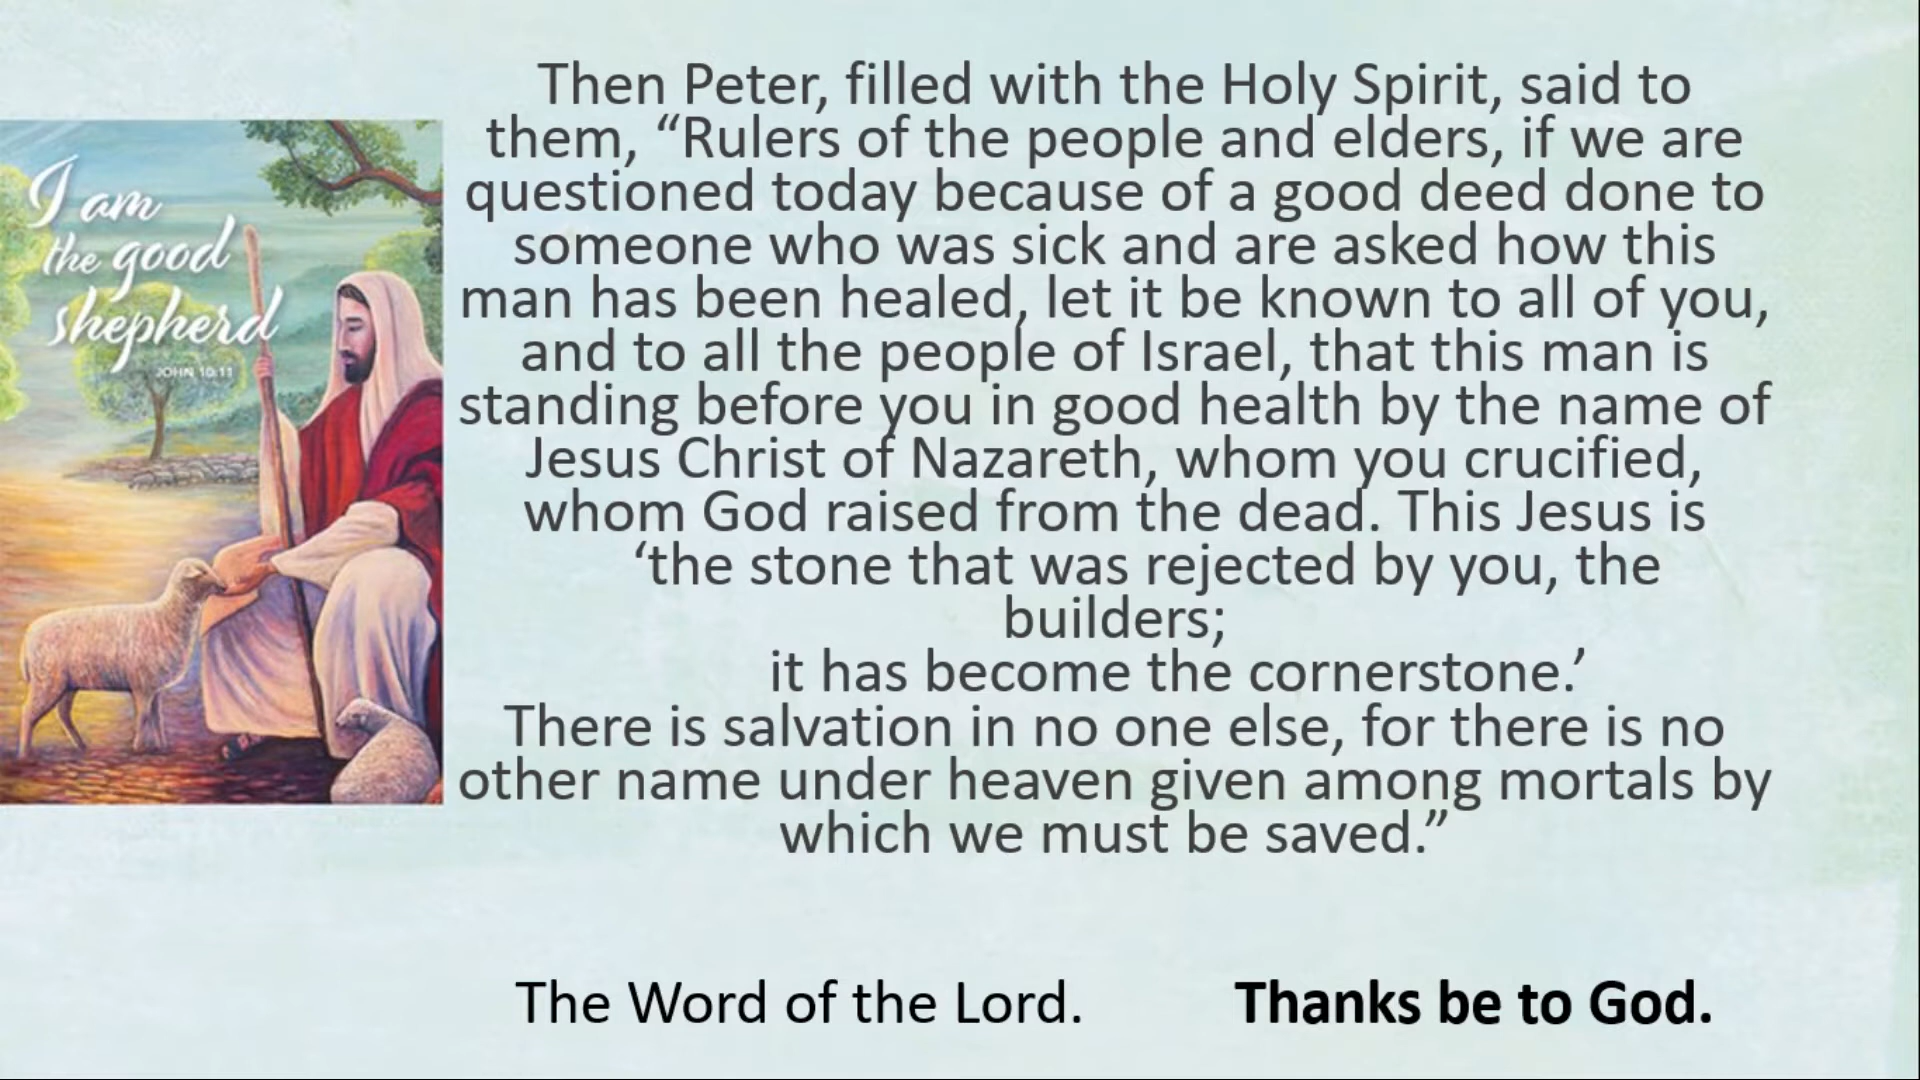 I am
the good
shepherd
JOHN 10:11
Then Peter, filled with the Holy Spirit, said to
them, “Rulers of the people and elders, if we are
questioned today because of a good deed done to
someone who was sick and are asked how this
man has been healed, let it be known to all of you,
and to all the people of Israel, that this man is
standing before you in good health by the name of
Jesus Christ of Nazareth, whom you crucified,
whom God raised from the dead. This Jesus is
‘the stone that was rejected by you, the
builders;
it has become the cornerstone.’
There is salvation in no one else, for there is no
other name under heaven given among mortals by
which we must be saved.”
The Word of the Lord. Thanks be to God.